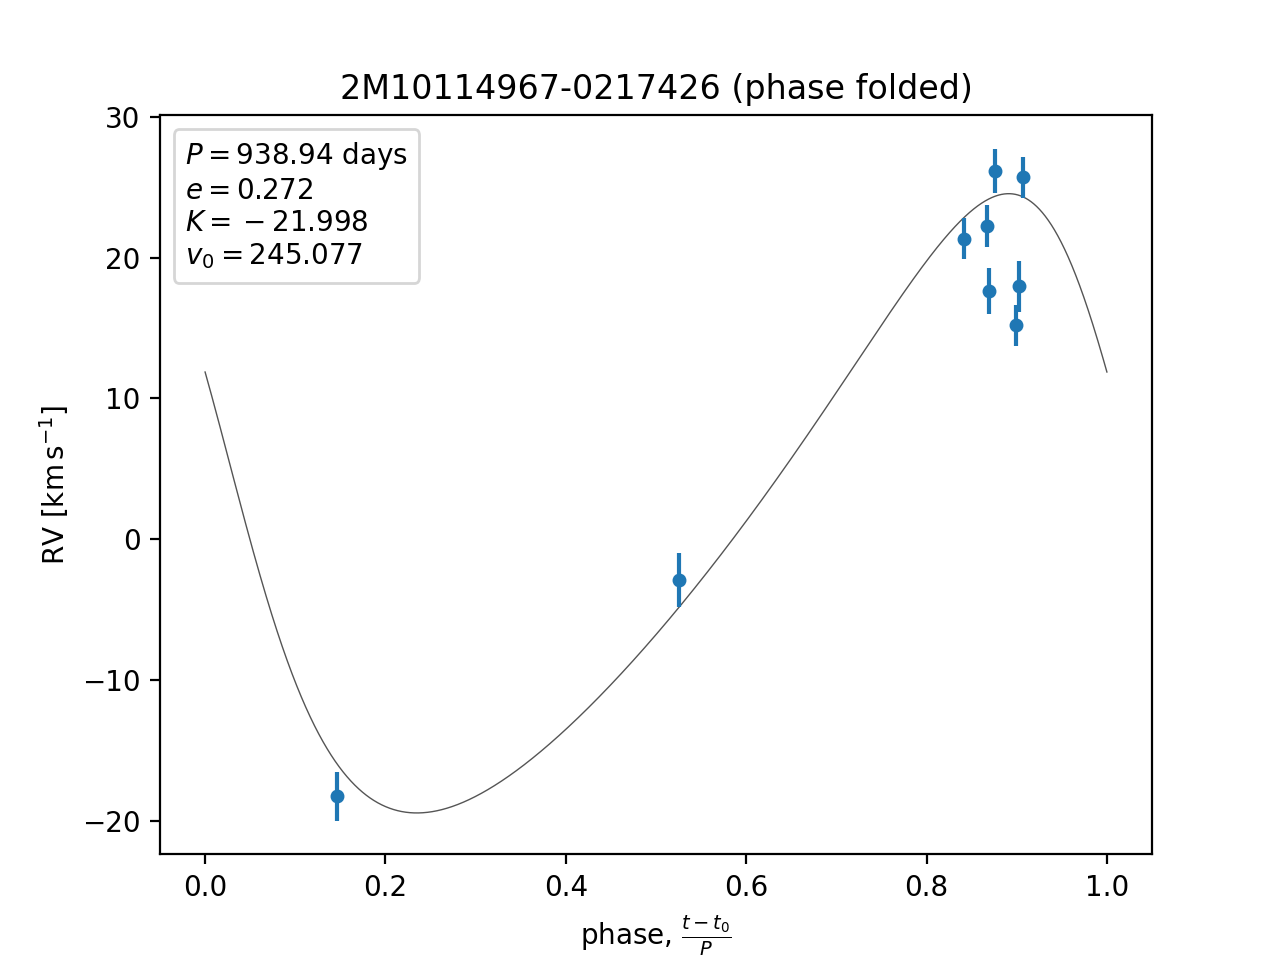 2M10114967-0217426 (phase folded)
P = 938.94 days
e = 0.272
K = −21.998
v₀ = 245.077
RV [km s⁻¹]
30
20
10
0
−10
−20
0.0 0.2 0.4 0.6 0.8 1.0
phase, (t − t₀)/P